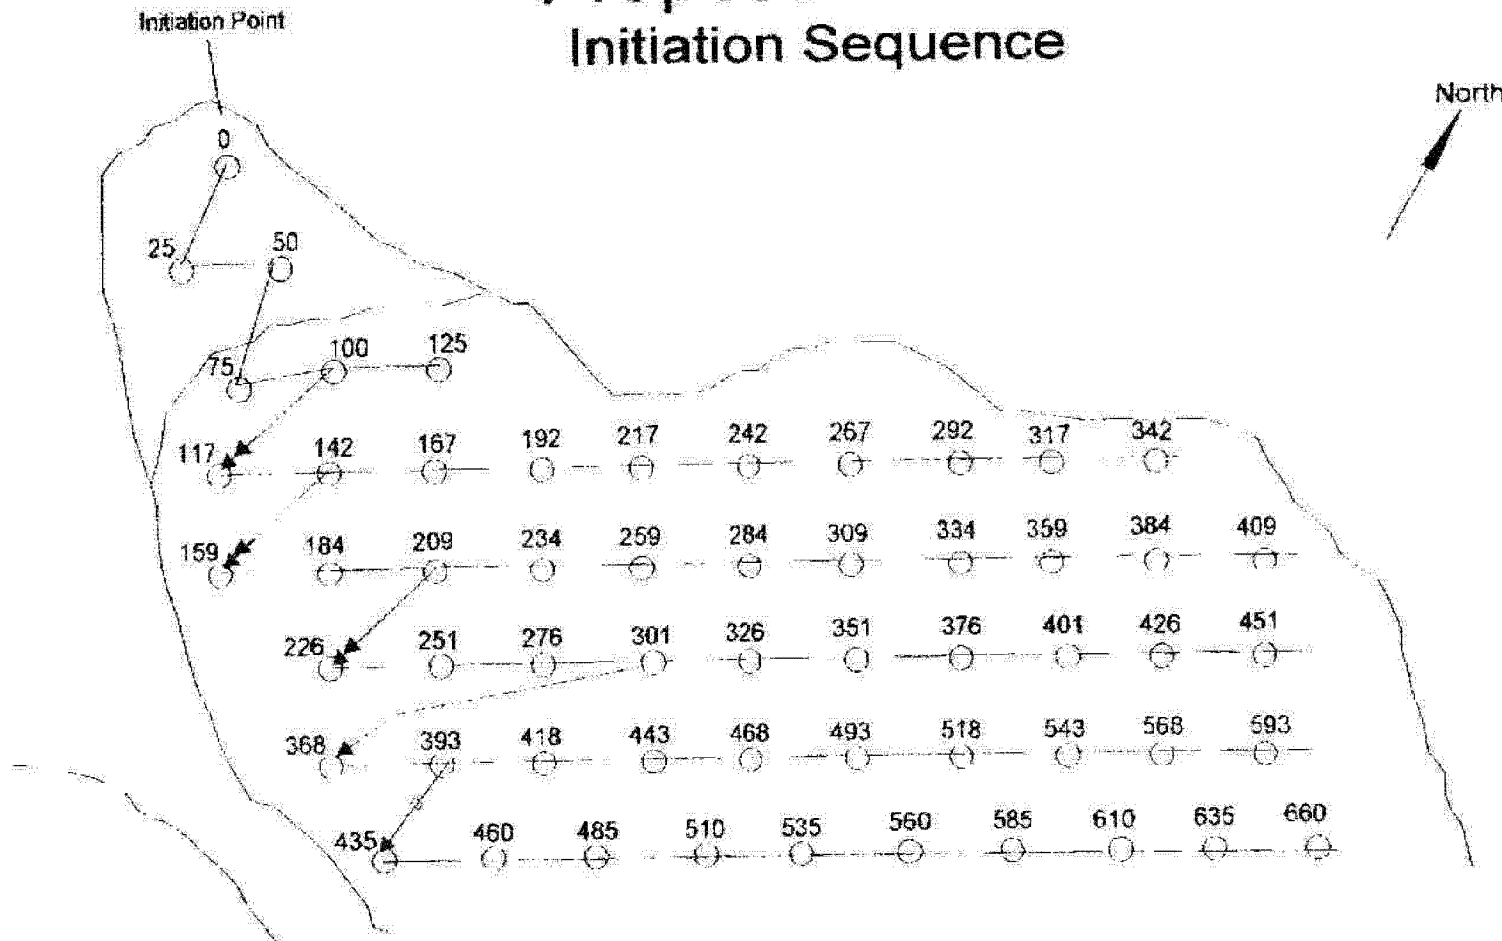 Initiation Point
Initiation Sequence
North
0
25 50
75 100 125
117 142 167 192 217 242 267 292 317 342
159 184 209 234 259 284 309 334 359 384 409
226 251 276 301 326 351 376 401 426 451
368 393 418 443 468 493 518 543 568 593
435 460 485 510 535 560 585 610 635 660